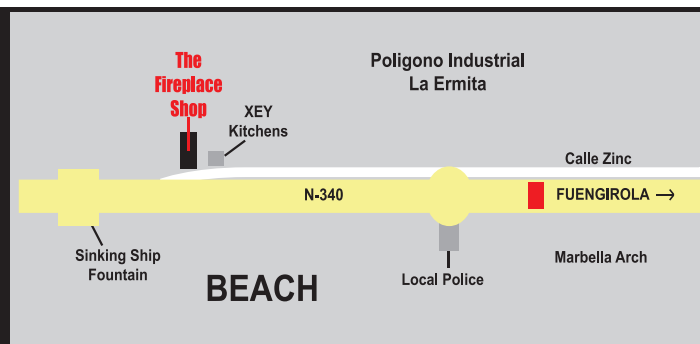 The
Fireplace
Shop
XEY
Kitchens
Poligono Industrial
La Ermita
Calle Zinc
N-340
FUENGIROLA →
Sinking Ship
Fountain
BEACH
Local Police
Marbella Arch